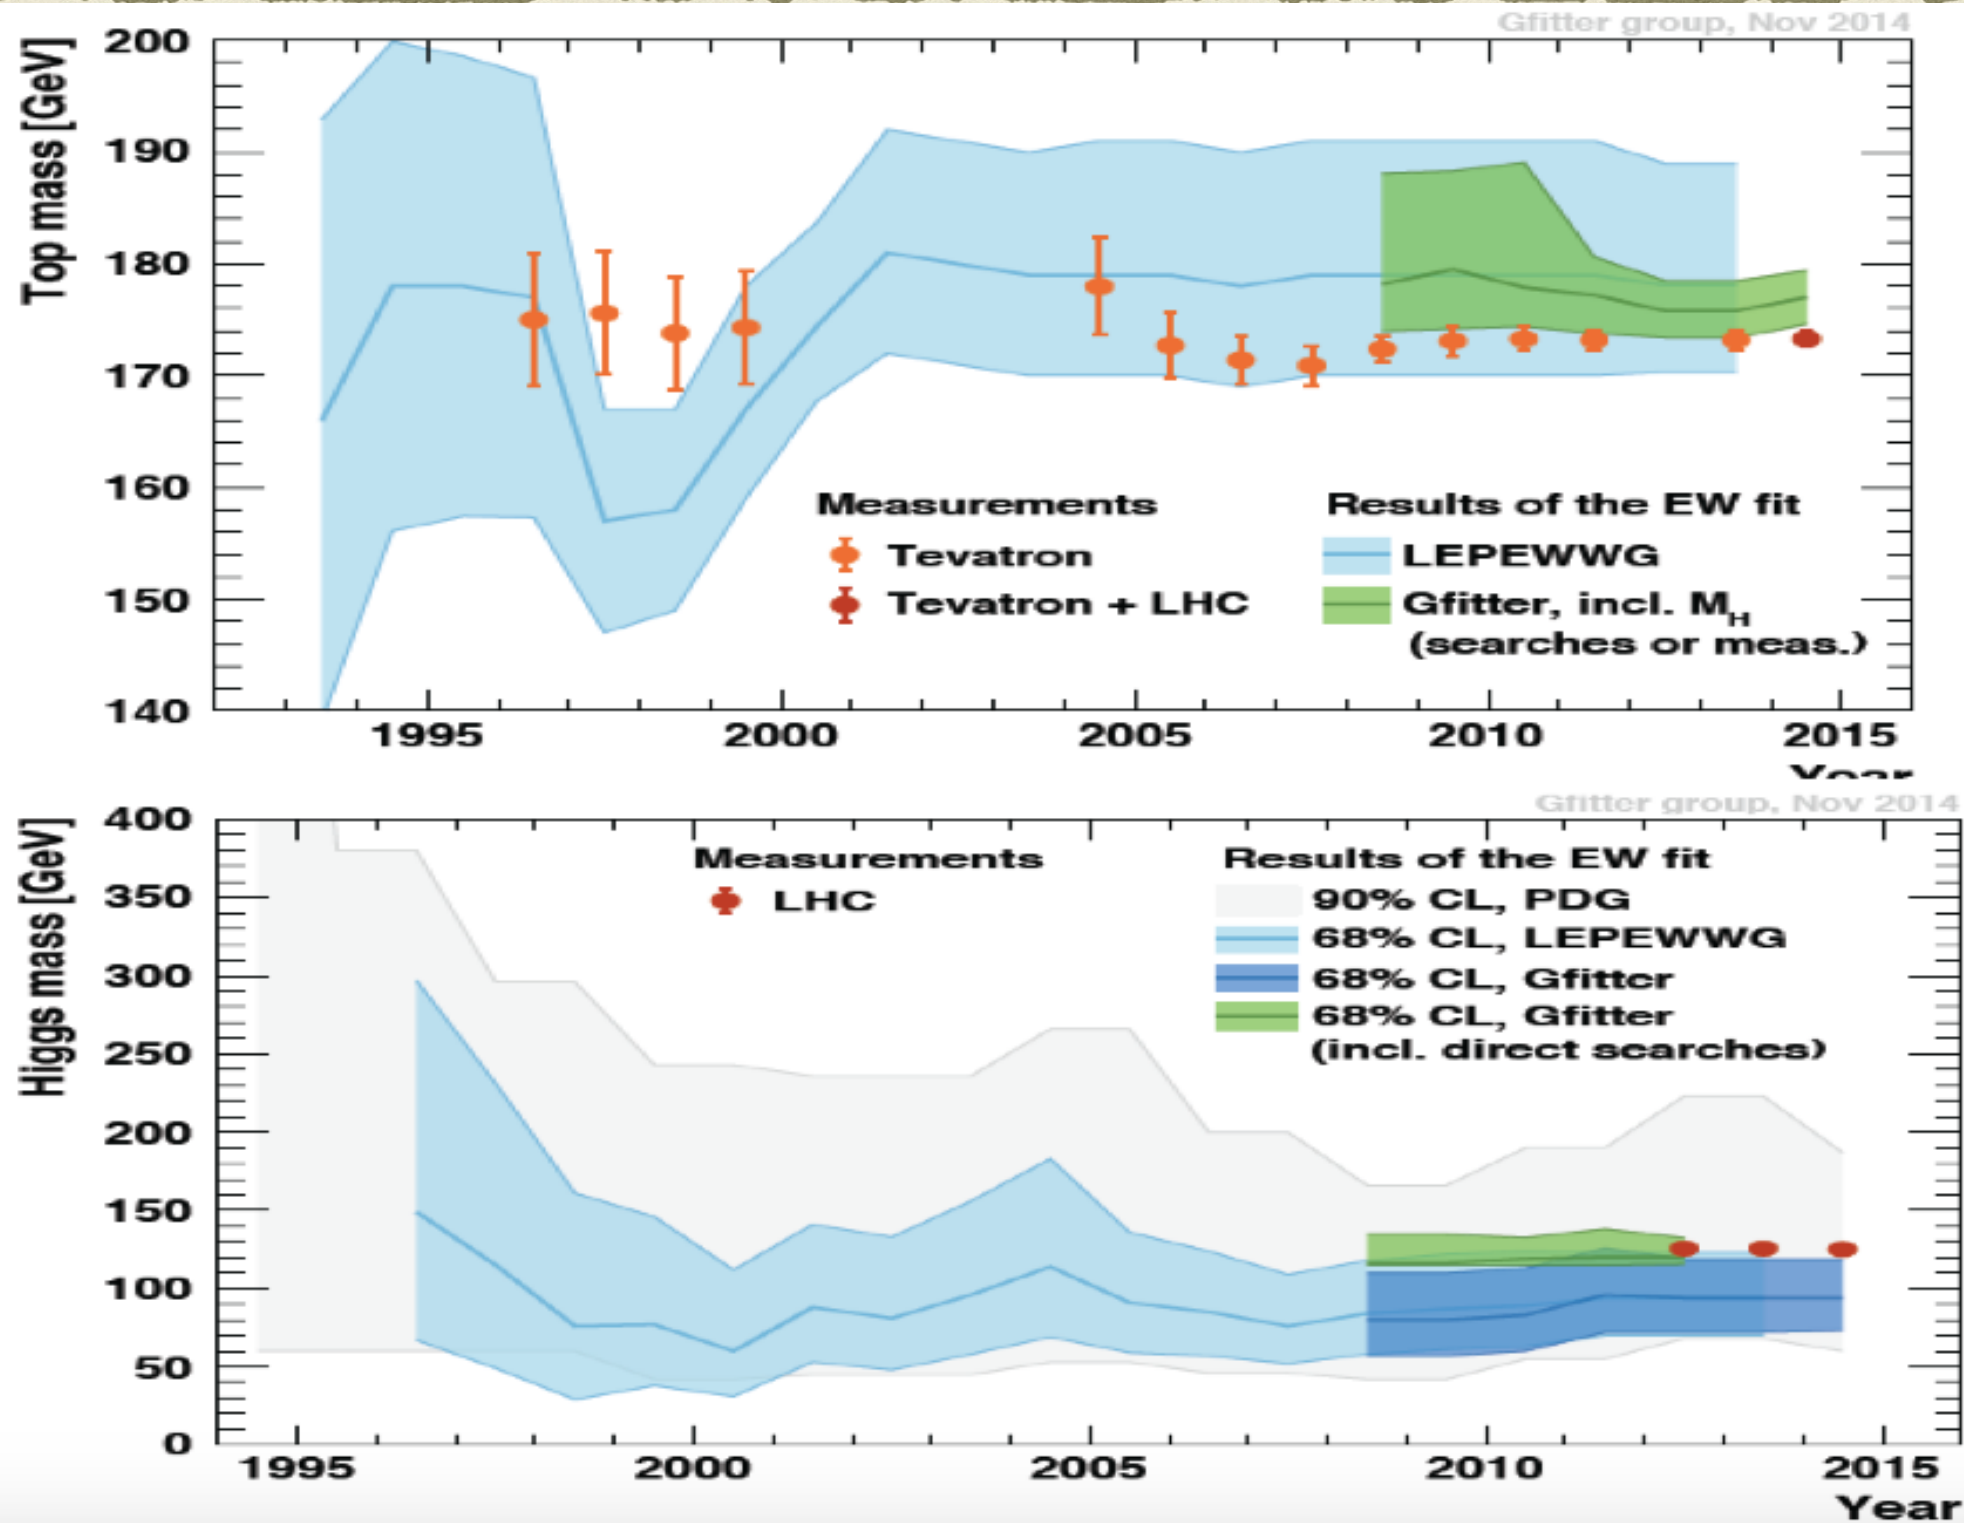 Gfitter group, Nov 2014
Top mass [GeV]
200
190
180
170
160
150
140
Measurements
Tevatron
Tevatron + LHC
Results of the EW fit
LEPEWWG
Gfitter, incl. MH
(searches or meas.)
1995 2000 2005 2010 2015
Year
Gfitter group, Nov 2014
Higgs mass [GeV]
400
350
300
250
200
150
100
50
0
Measurements
LHC
Results of the EW fit
90% CL, PDG
68% CL, LEPEWWG
68% CL, Gfitter
68% CL, Gfitter
(incl. direct searches)
1995 2000 2005 2010 2015
Year